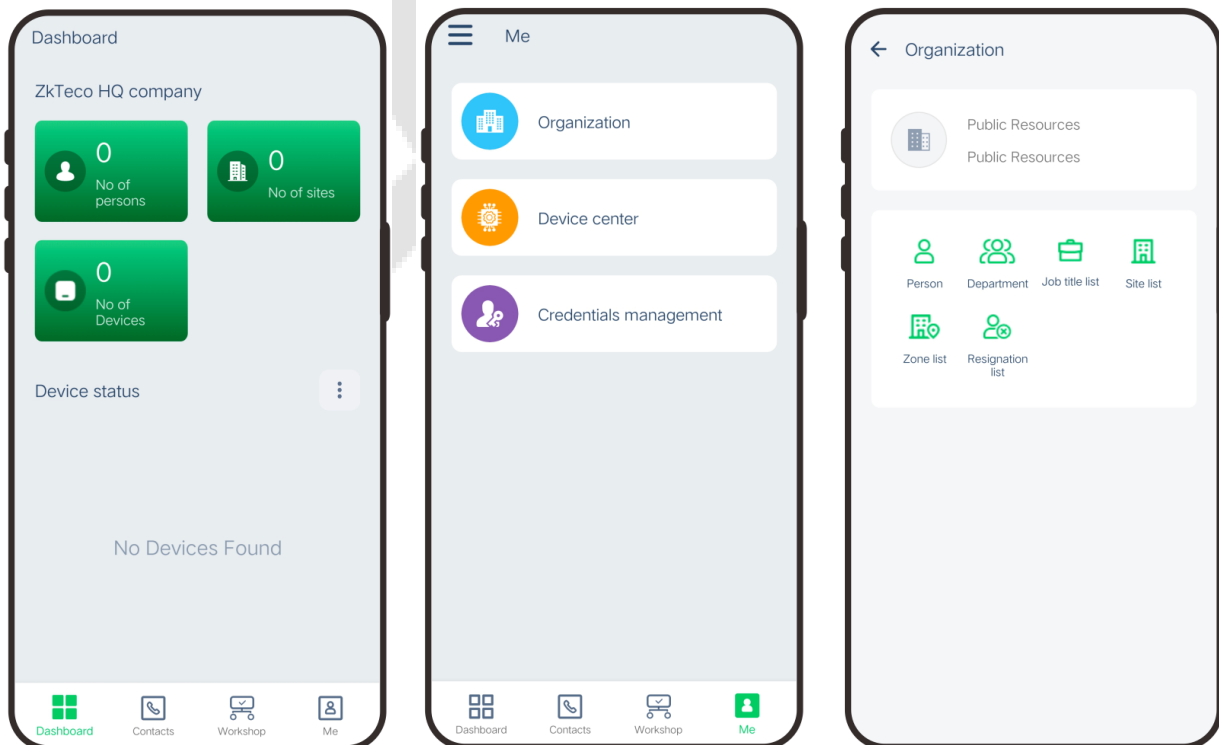 Dashboard
ZkTeco HQ company
0
No of
persons
0
No of sites
0
No of
Devices
Device status
No Devices Found
Dashboard
Contacts
Workshop
Me
Me
Organization
Device center
Credentials management
Dashboard
Contacts
Workshop
Me
Organization
Public Resources
Public Resources
Person
Department
Job title list
Site list
Zone list
Resignation
list